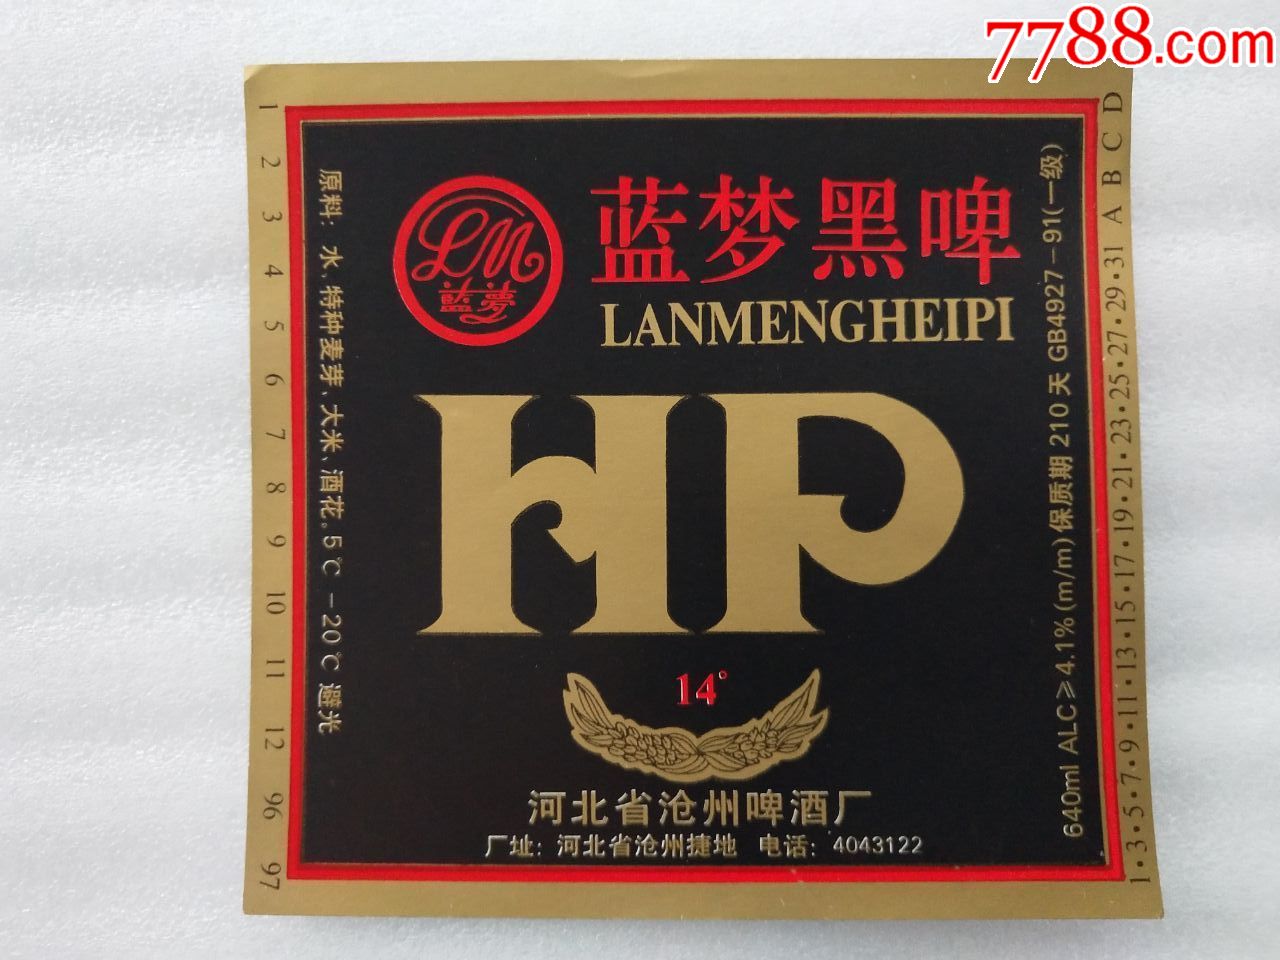 7788.com
1 2 3 4 5 6 7 8 9 10 11 12 96 97
原料：水、特种麦芽、大米、酒花。5℃－20℃避光
LM
藍夢
蓝梦黑啤
LANMENGHEIPI
HP
14°
河北省沧州啤酒厂
厂址：河北省沧州捷地 电话：4043122
640ml ALC≥4.1%(m/m)保质期 210 天 GB4927－91(一级)
1·3·5·7·9·11·13·15·17·19·21·23·25·27·29·31 A B C D